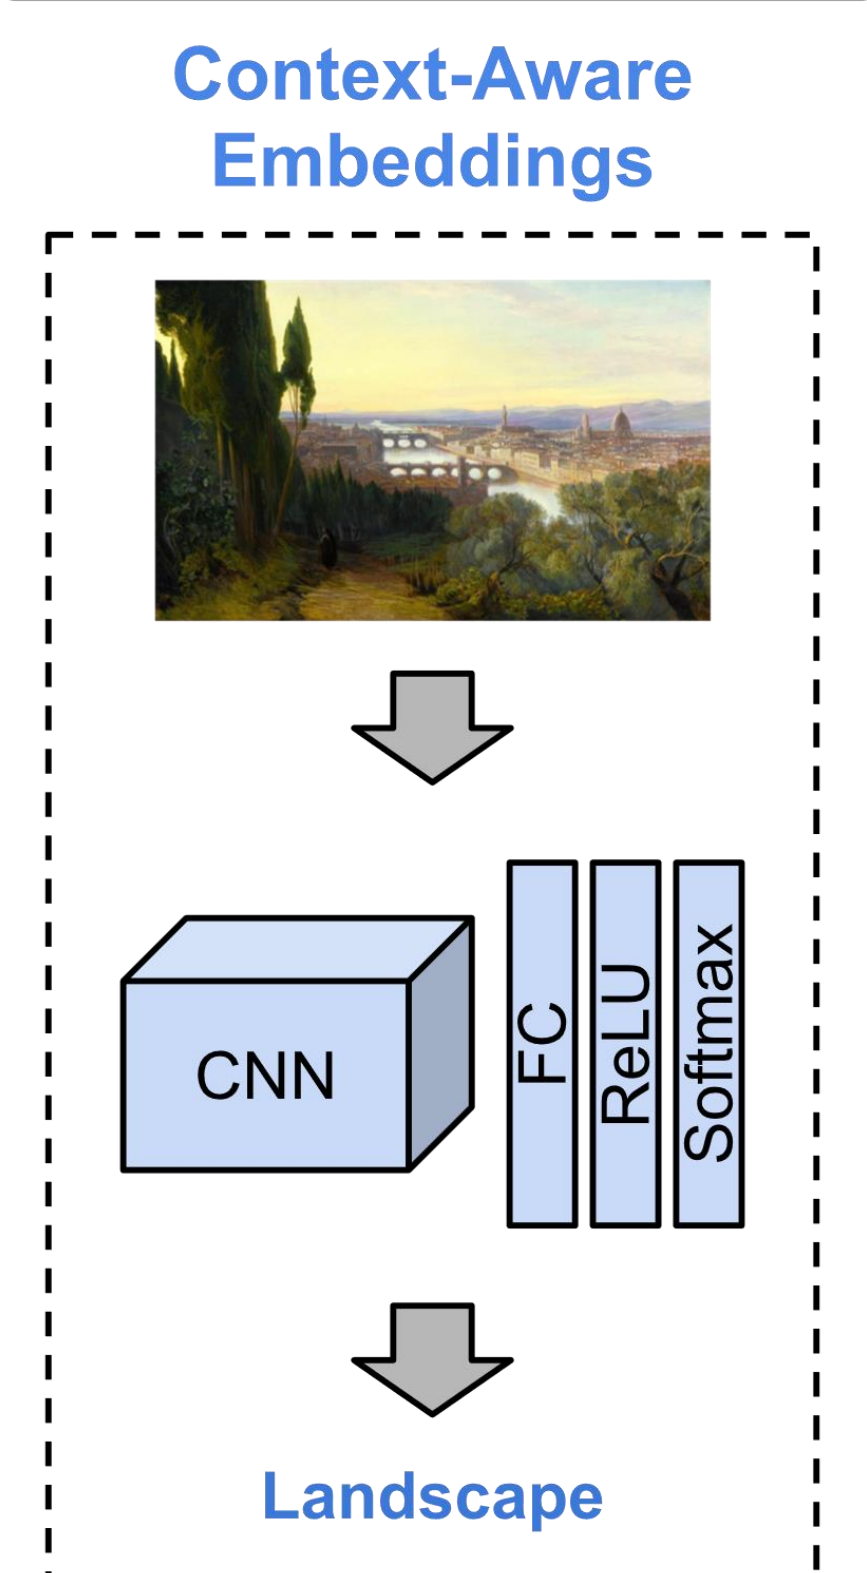 Context-Aware
Embeddings
CNN
FC
ReLU
Softmax
Landscape